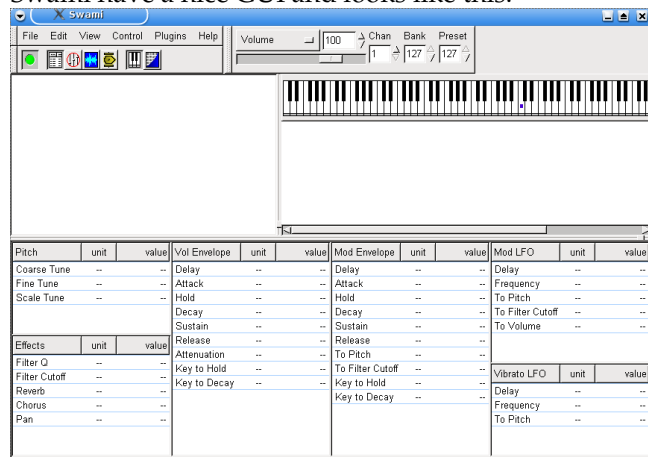 Swami have a nice GUI and looks like this:
Swami
File Edit View Control Plugins Help
Volume 100 Chan Bank Preset
1 127 127
Pitch unit value
Coarse Tune -- --
Fine Tune -- --
Scale Tune -- --
Effects unit value
Filter Q -- --
Filter Cutoff -- --
Reverb -- --
Chorus -- --
Pan -- --
Vol Envelope unit value
Delay -- --
Attack -- --
Hold -- --
Decay -- --
Sustain -- --
Release -- --
Attenuation -- --
Key to Hold -- --
Key to Decay -- --
Mod Envelope unit value
Delay -- --
Attack -- --
Hold -- --
Decay -- --
Sustain -- --
Release -- --
To Pitch -- --
To Filter Cutoff -- --
Key to Hold -- --
Key to Decay -- --
Mod LFO unit value
Delay -- --
Frequency -- --
To Pitch -- --
To Filter Cutoff -- --
To Volume -- --
Vibrato LFO unit value
Delay -- --
Frequency -- --
To Pitch -- --